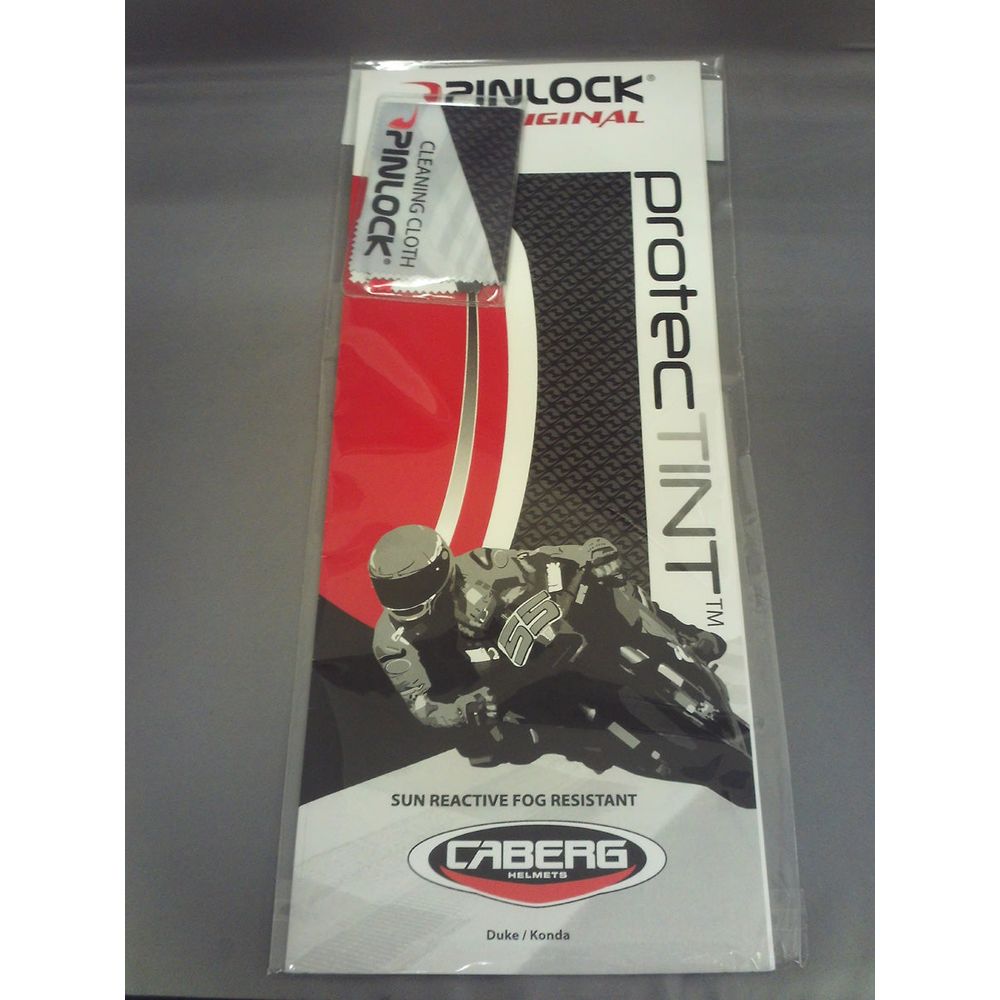 PINLOCK®
ORIGINAL
PINLOCK®
CLEANING CLOTH
proTecTINT™
55
SUN REACTIVE FOG RESISTANT
CABERG
HELMETS
Duke / Konda